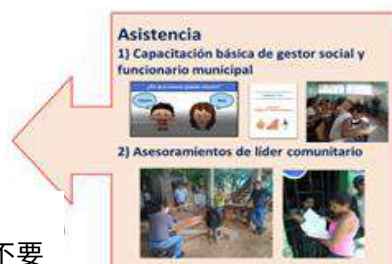 Asistencia
1) Capacitación básica de gestor social y
funcionario municipal
2) Asesoramientos de líder comunitario
不要